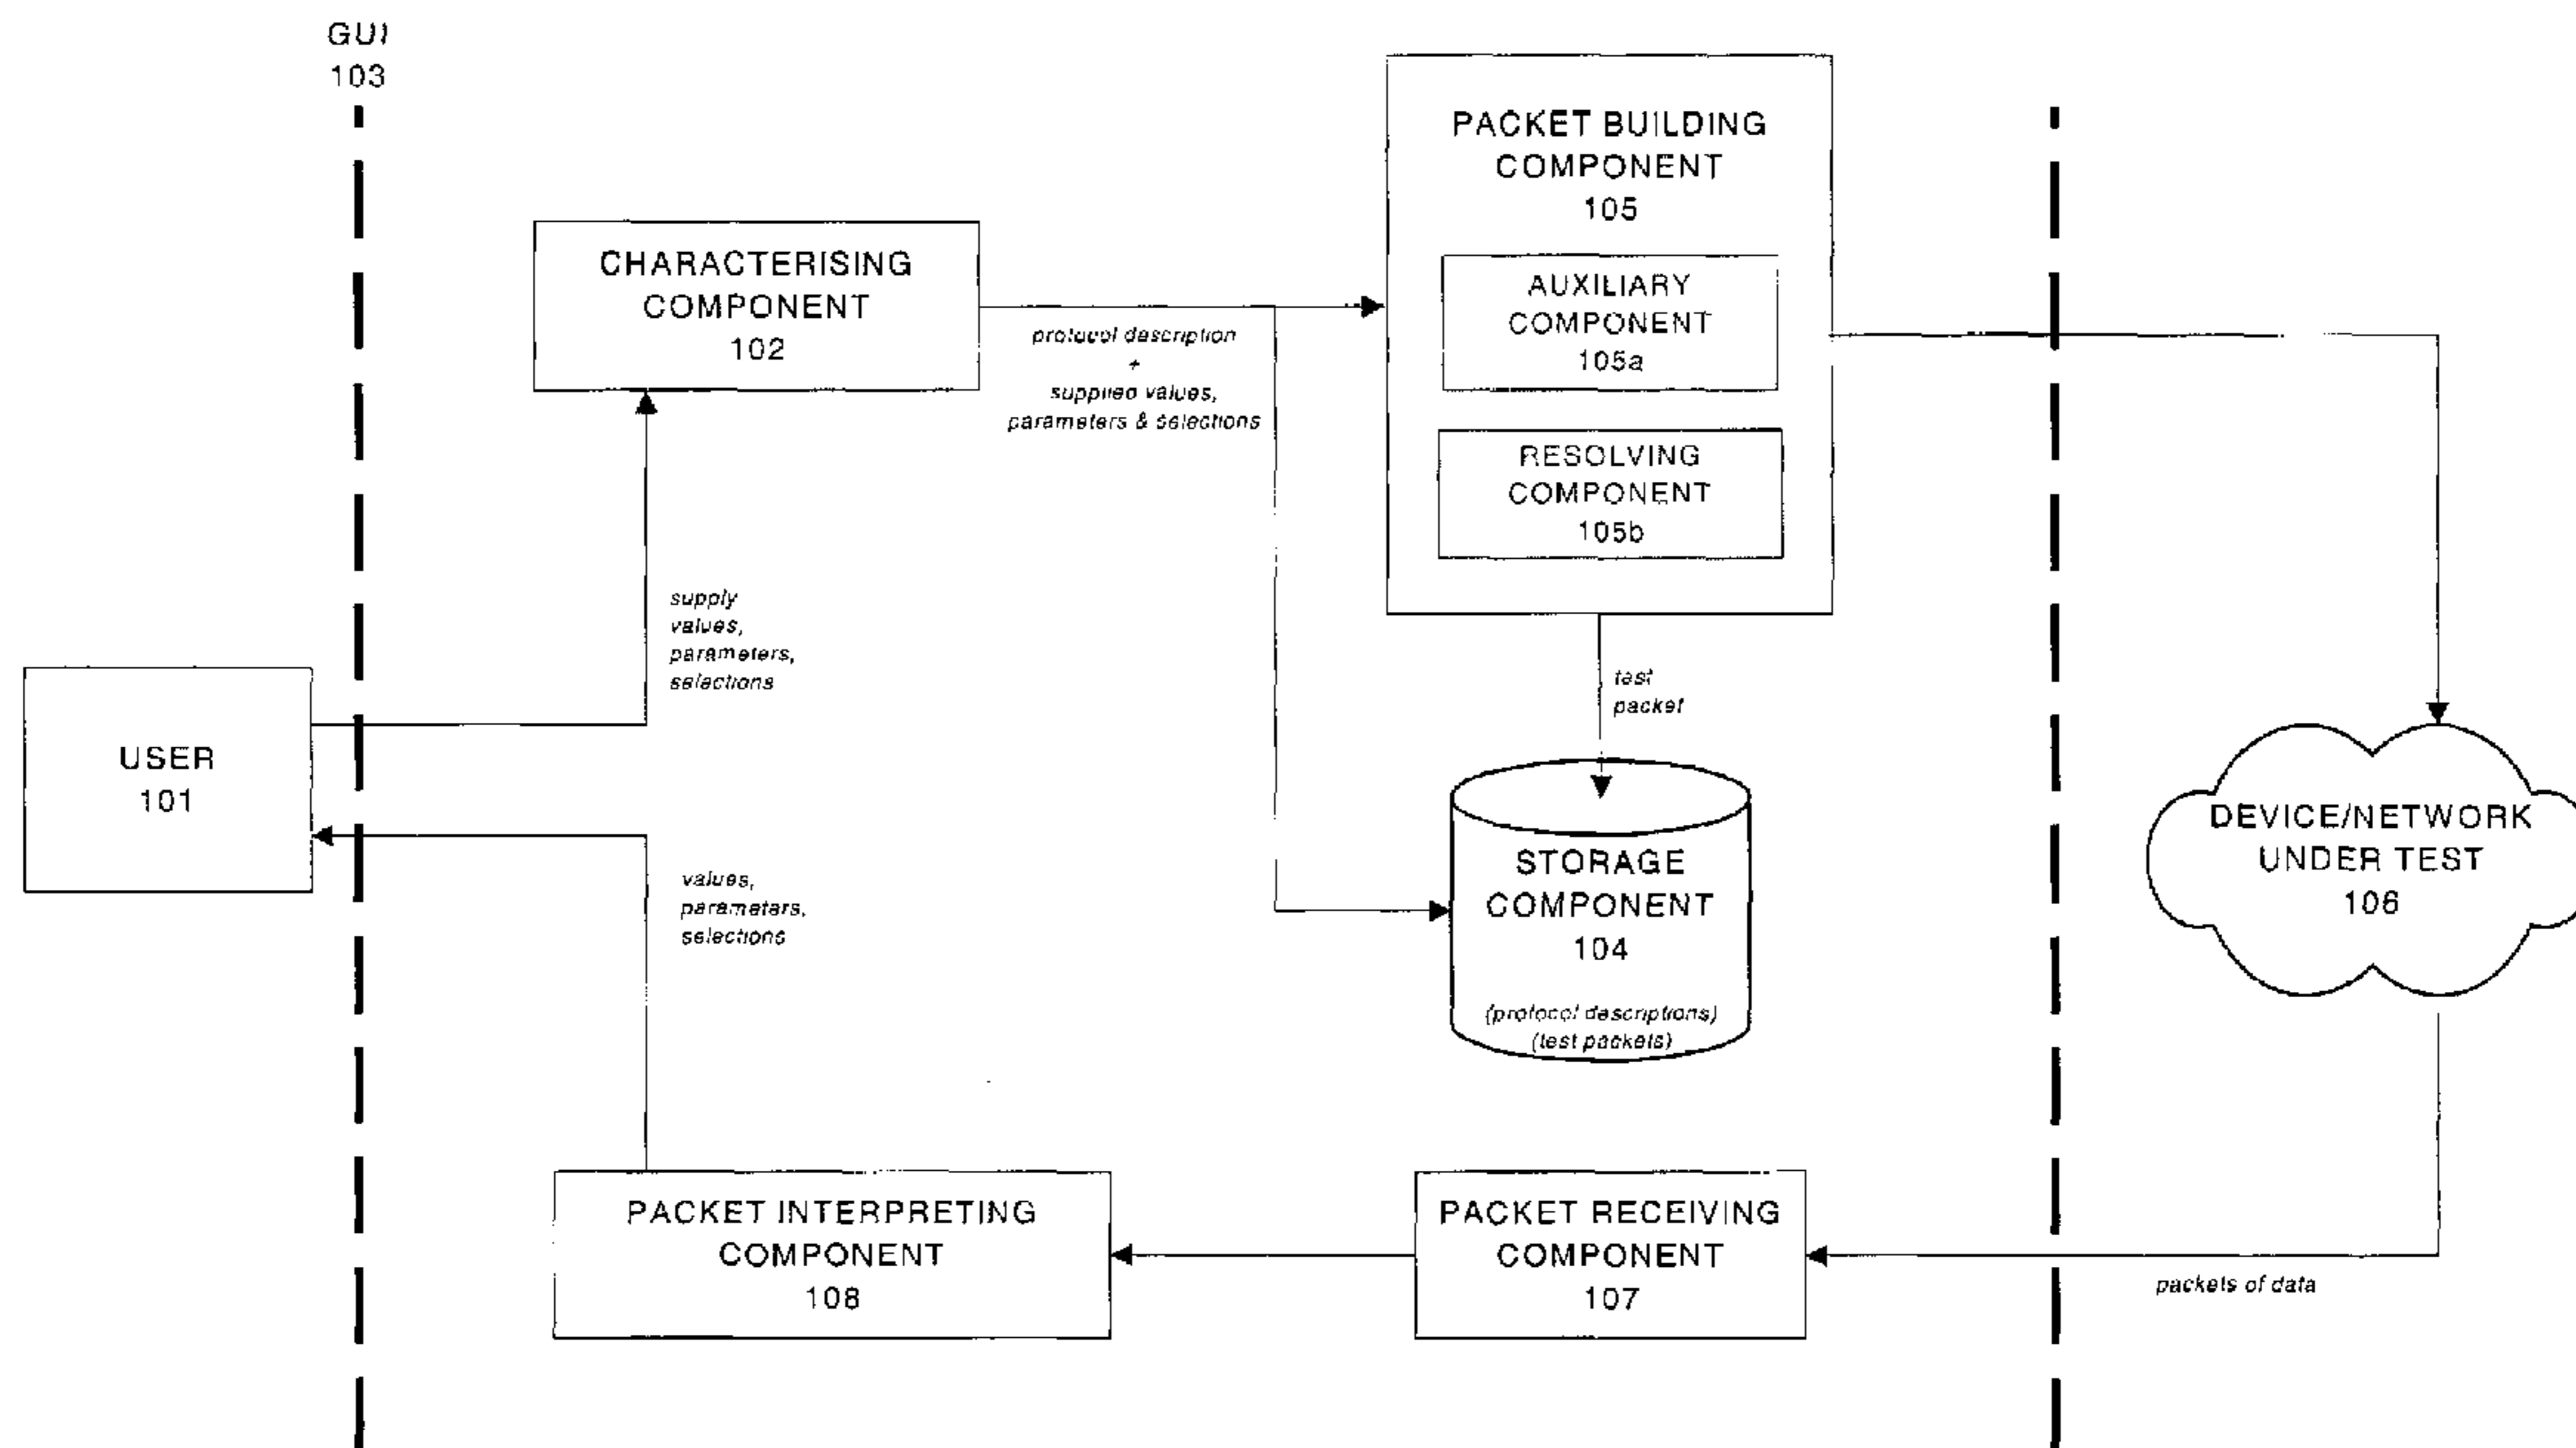 GUI
103
PACKET BUILDING
COMPONENT
105
AUXILIARY
COMPONENT
105a
RESOLVING
COMPONENT
105b
CHARACTERISING
COMPONENT
102
protocol description
+
supplied values,
parameters & selections
supply
values,
parameters,
selections
USER
101
test
packet
STORAGE
COMPONENT
104
(protocol descriptions)
(test packets)
DEVICE/NETWORK
UNDER TEST
106
values,
parameters,
selections
PACKET INTERPRETING
COMPONENT
108
PACKET RECEIVING
COMPONENT
107
packets of data